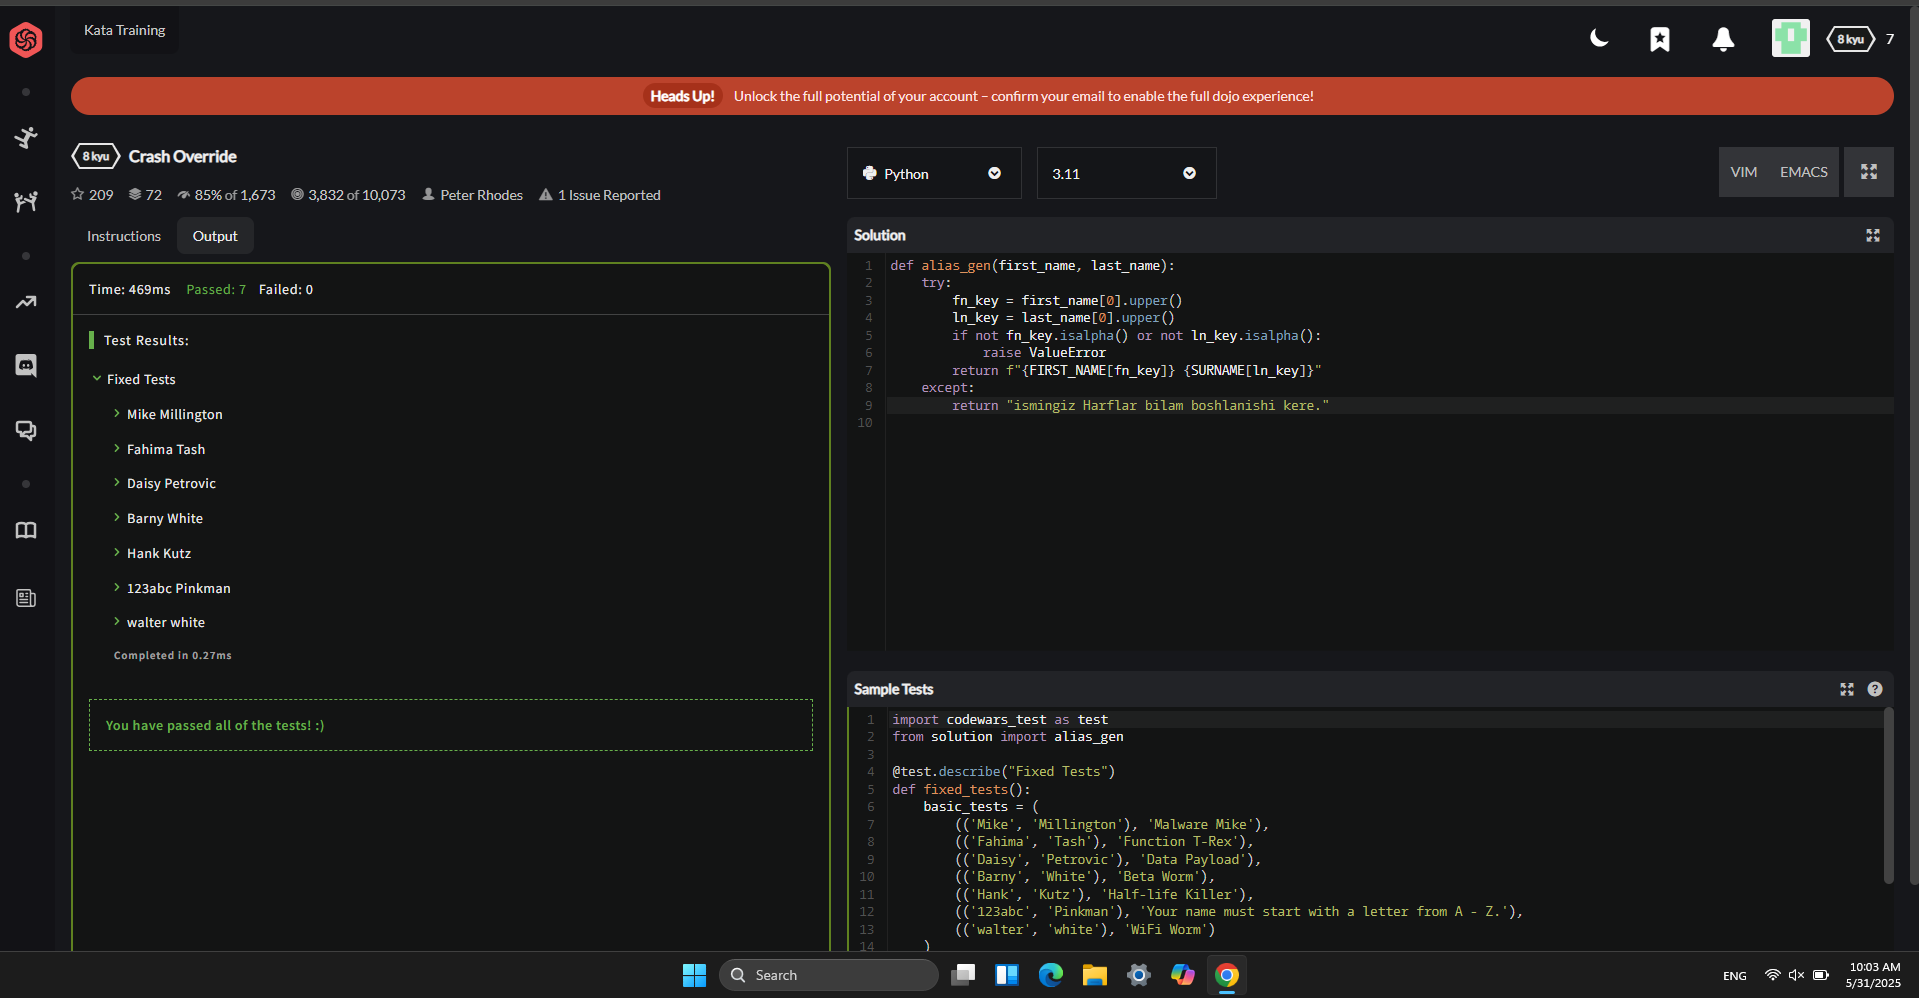 Kata Training
8 kyu 7
Heads Up! Unlock the full potential of your account – confirm your email to enable the full dojo experience!
8 kyu Crash Override
209 72 85% of 1,673 3,832 of 10,073 Peter Rhodes 1 Issue Reported
Python 3.11 VIM EMACS
Instructions Output
Time: 469ms Passed: 7 Failed: 0
Test Results:
Fixed Tests
Mike Millington
Fahima Tash
Daisy Petrovic
Barny White
Hank Kutz
123abc Pinkman
walter white
Completed in 0.27ms
You have passed all of the tests! :)
Solution
1 def alias_gen(first_name, last_name):
2     try:
3         fn_key = first_name[0].upper()
4         ln_key = last_name[0].upper()
5         if not fn_key.isalpha() or not ln_key.isalpha():
6             raise ValueError
7         return f"{FIRST_NAME[fn_key]} {SURNAME[ln_key]}"
8     except:
9         return "ismingiz Harflar bilam boshlanishi kere."
10
Sample Tests
1 import codewars_test as test
2 from solution import alias_gen
3
4 @test.describe("Fixed Tests")
5 def fixed_tests():
6     basic_tests = (
7         (('Mike', 'Millington'), 'Malware Mike'),
8         (('Fahima', 'Tash'), 'Function T-Rex'),
9         (('Daisy', 'Petrovic'), 'Data Payload'),
10         (('Barny', 'White'), 'Beta Worm'),
11         (('Hank', 'Kutz'), 'Half-life Killer'),
12         (('123abc', 'Pinkman'), 'Your name must start with a letter from A - Z.'),
13         (('walter', 'white'), 'WiFi Worm')
14     )
Search
ENG
10:03 AM
5/31/2025